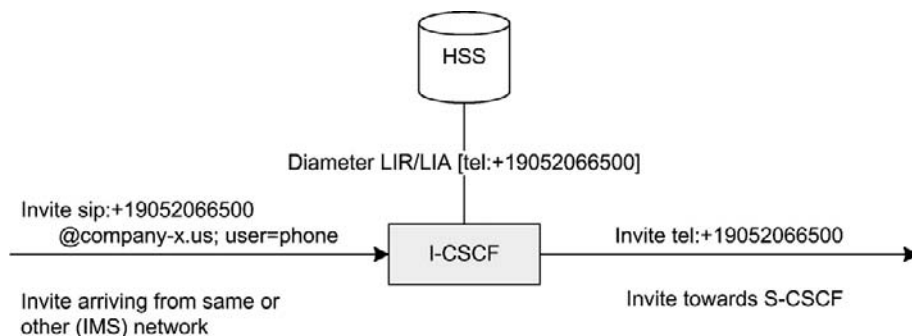 HSS
Diameter LIR/LIA [tel:+19052066500]
Invite sip:+19052066500
@company-x.us; user=phone
I-CSCF
Invite tel:+19052066500
Invite arriving from same or
other (IMS) network
Invite towards S-CSCF